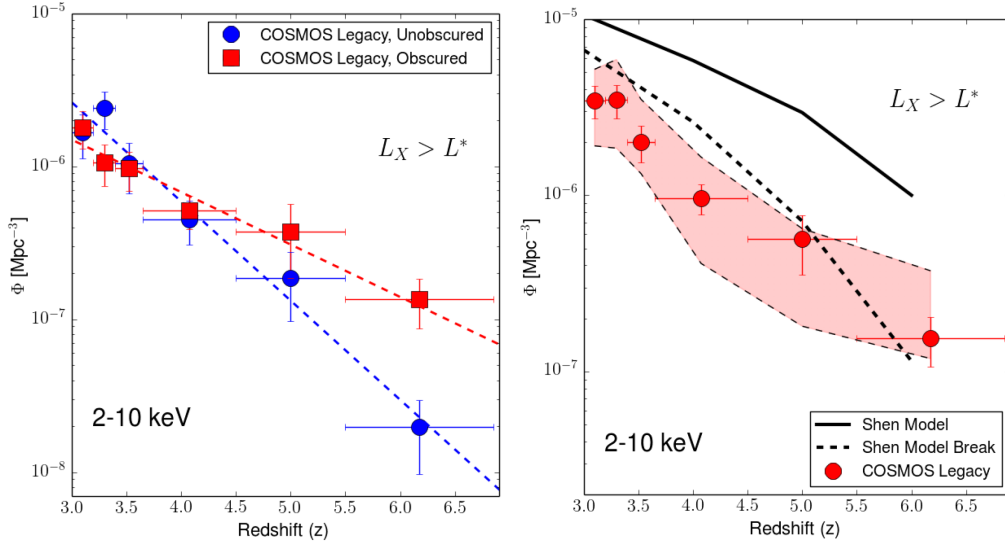 COSMOS Legacy, Unobscured
COSMOS Legacy, Obscured
L_X > L^*
2-10 keV
Φ [Mpc^{-3}]
10^{-5}
10^{-6}
10^{-7}
10^{-8}
3.0 3.5 4.0 4.5 5.0 5.5 6.0 6.5
Redshift (z)
L_X > L^*
2-10 keV
Shen Model
Shen Model Break
COSMOS Legacy
Φ [Mpc^{-3}]
10^{-5}
10^{-6}
10^{-7}
3.0 3.5 4.0 4.5 5.0 5.5 6.0 6.5
Redshift (z)